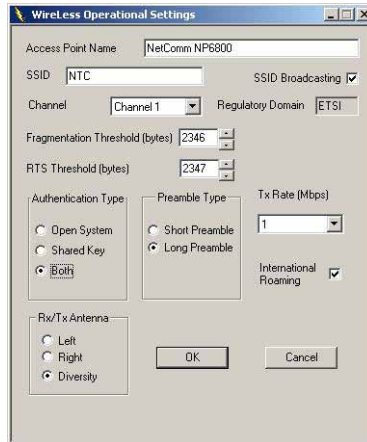 WireLess Operational Settings
Access Point Name NetComm NP6800
SSID NTC SSID Broadcasting
Channel Channel 1 Regulatory Domain ETSI
Fragmentation Threshold (bytes) 2346
RTS Threshold (bytes) 2347
Authentication Type
Open System
Shared Key
Both
Preamble Type
Short Preamble
Long Preamble
Tx Rate (Mbps)
1
International
Roaming
Rx/Tx Antenna
Left
Right
Diversity
OK Cancel